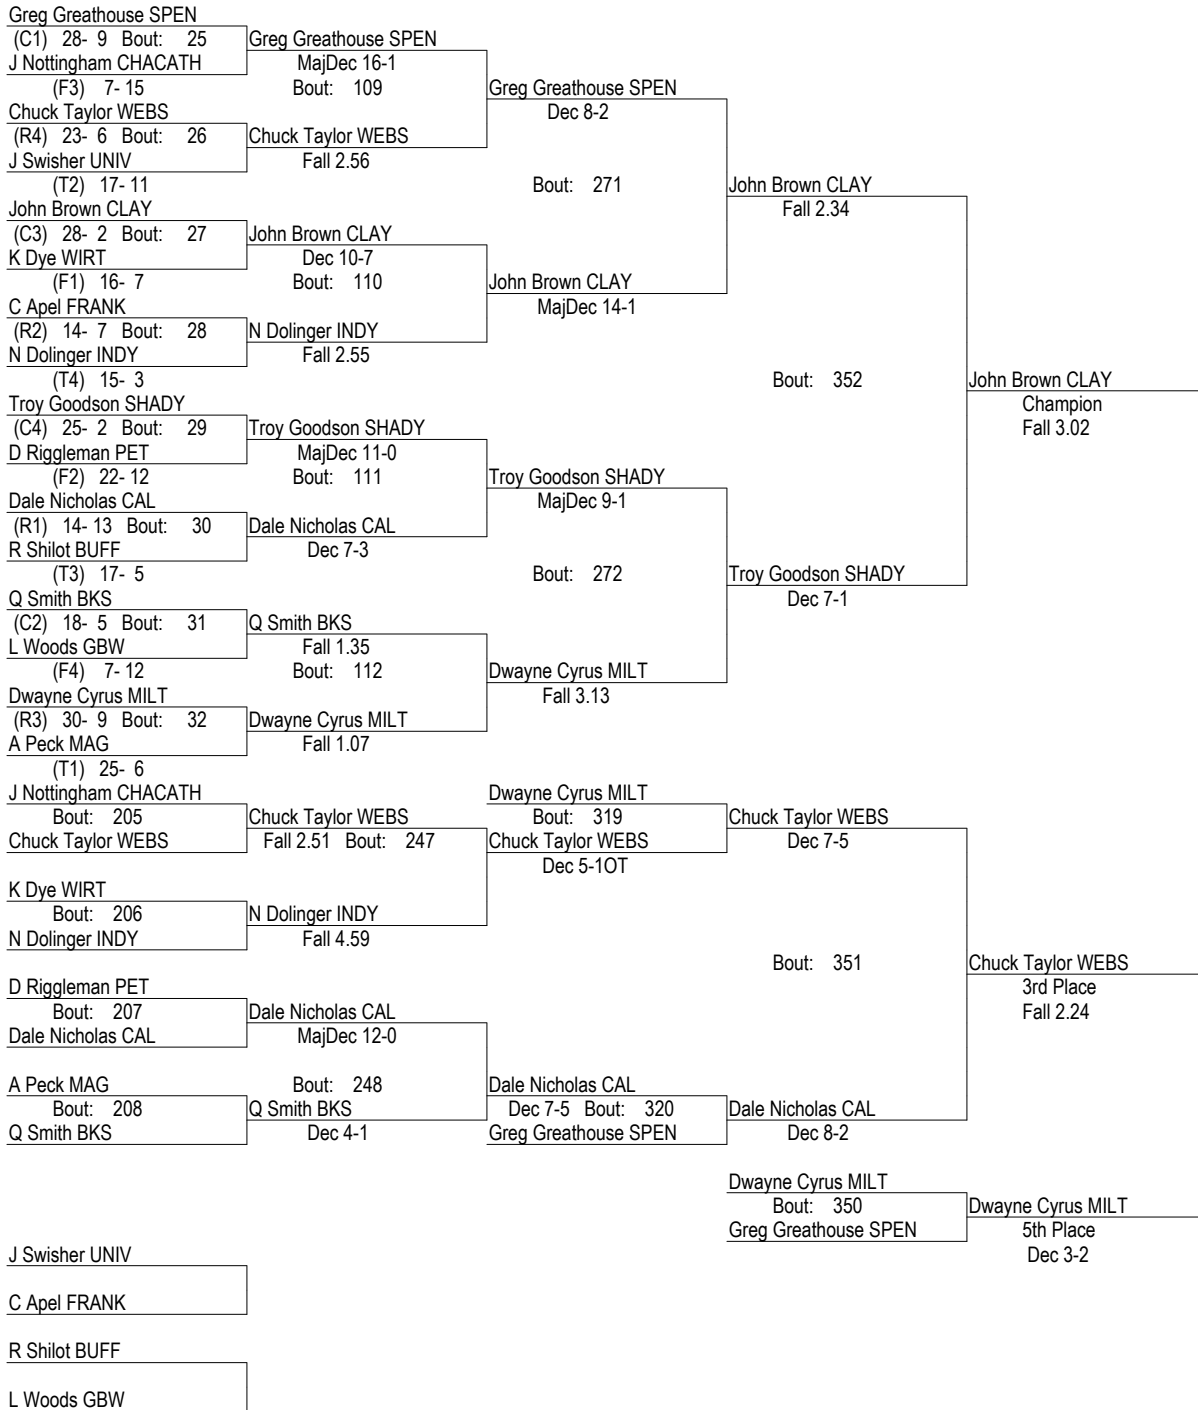 Greg Greathouse SPEN
(C1) 28- 9 Bout: 25 Greg Greathouse SPEN
J Nottingham CHACATH MajDec 16-1
(F3) 7- 15 Bout: 109 Greg Greathouse SPEN
Chuck Taylor WEBS Dec 8-2
(R4) 23- 6 Bout: 26 Chuck Taylor WEBS
J Swisher UNIV Fall 2.56
(T2) 17- 11 Bout: 271 John Brown CLAY
John Brown CLAY Fall 2.34
(C3) 28- 2 Bout: 27 John Brown CLAY
K Dye WIRT Dec 10-7
(F1) 16- 7 Bout: 110 John Brown CLAY
C Apel FRANK MajDec 14-1
(R2) 14- 7 Bout: 28 N Dolinger INDY
N Dolinger INDY Fall 2.55
(T4) 15- 3 Bout: 352 John Brown CLAY
Troy Goodson SHADY Champion
(C4) 25- 2 Bout: 29 Troy Goodson SHADY Fall 3.02
D Riggleman PET MajDec 11-0
(F2) 22- 12 Bout: 111 Troy Goodson SHADY
Dale Nicholas CAL MajDec 9-1
(R1) 14- 13 Bout: 30 Dale Nicholas CAL
R Shilot BUFF Dec 7-3
(T3) 17- 5 Bout: 272 Troy Goodson SHADY
Q Smith BKS Dec 7-1
(C2) 18- 5 Bout: 31 Q Smith BKS
L Woods GBW Fall 1.35
(F4) 7- 12 Bout: 112 Dwayne Cyrus MILT
Dwayne Cyrus MILT Fall 3.13
(R3) 30- 9 Bout: 32 Dwayne Cyrus MILT
A Peck MAG Fall 1.07
(T1) 25- 6
J Nottingham CHACATH Dwayne Cyrus MILT
Bout: 205 Chuck Taylor WEBS Bout: 319 Chuck Taylor WEBS
Chuck Taylor WEBS Fall 2.51 Bout: 247 Chuck Taylor WEBS Dec 7-5
Dec 5-1OT
K Dye WIRT
Bout: 206 N Dolinger INDY
N Dolinger INDY Fall 4.59
Bout: 351 Chuck Taylor WEBS
D Riggleman PET 3rd Place
Bout: 207 Dale Nicholas CAL Fall 2.24
Dale Nicholas CAL MajDec 12-0
A Peck MAG Bout: 248 Dale Nicholas CAL
Bout: 208 Q Smith BKS Dec 7-5 Bout: 320 Dale Nicholas CAL
Q Smith BKS Dec 4-1 Greg Greathouse SPEN Dec 8-2
Dwayne Cyrus MILT
Bout: 350 Dwayne Cyrus MILT
Greg Greathouse SPEN 5th Place
J Swisher UNIV Dec 3-2
C Apel FRANK
R Shilot BUFF
L Woods GBW